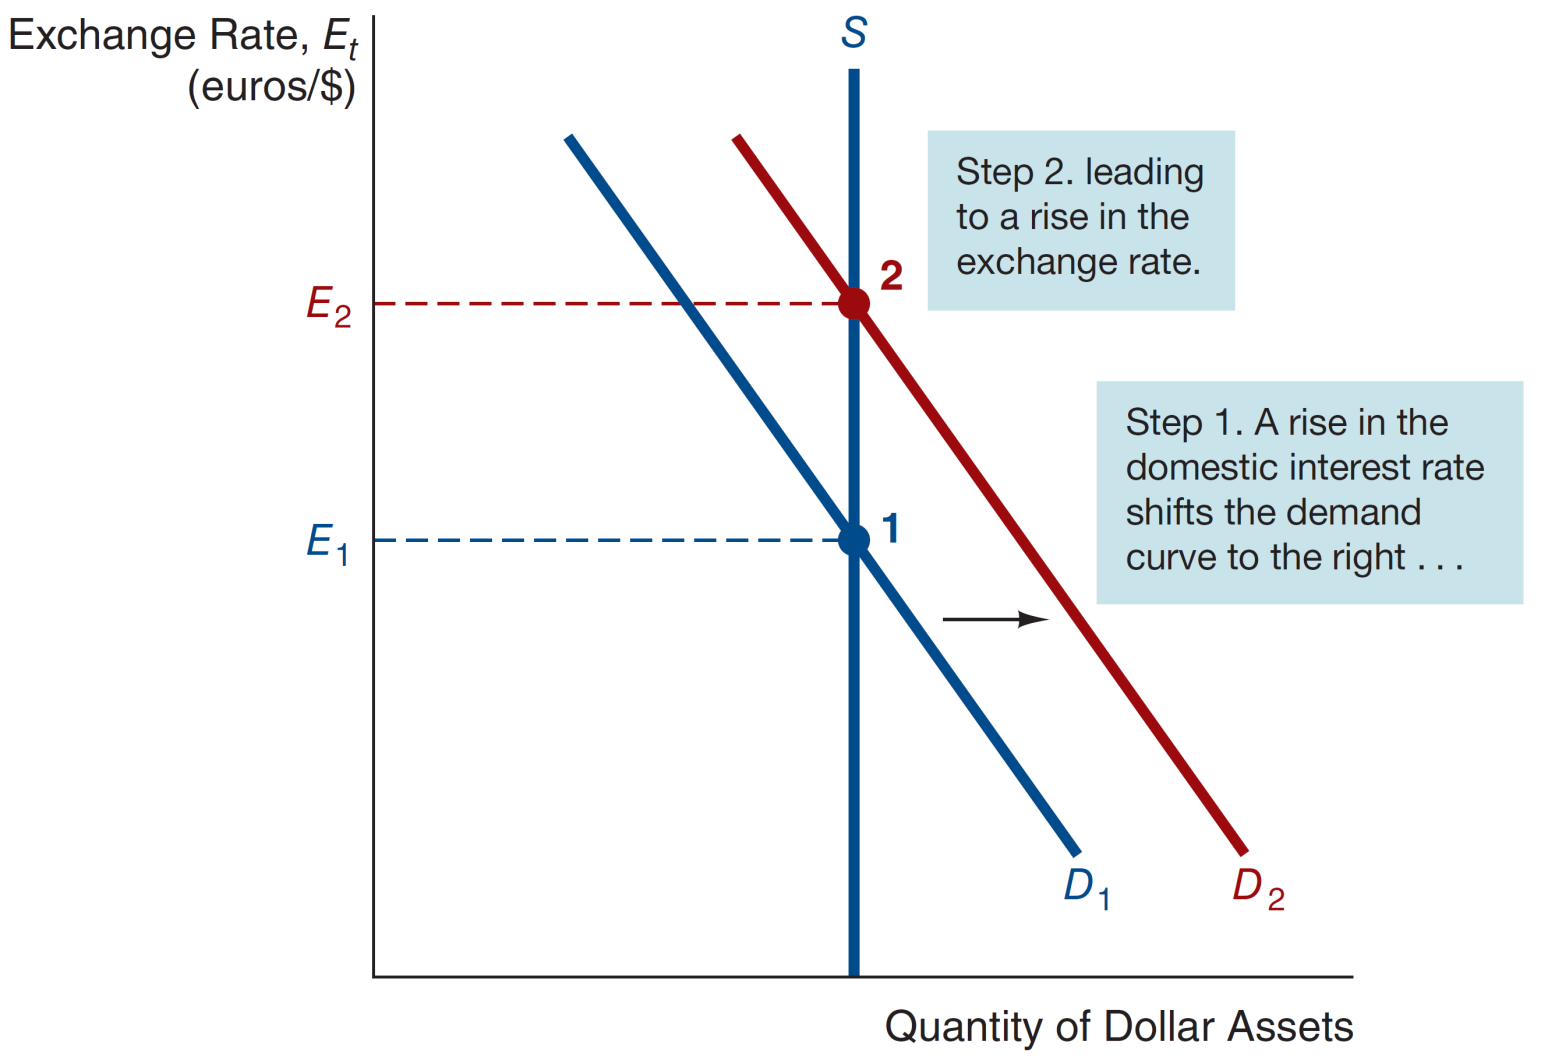 Exchange Rate, Et
(euros/$)
S
Step 2. leading
to a rise in the
exchange rate.
2
E2
Step 1. A rise in the
domestic interest rate
shifts the demand
curve to the right . . .
1
E1
D1
D2
Quantity of Dollar Assets